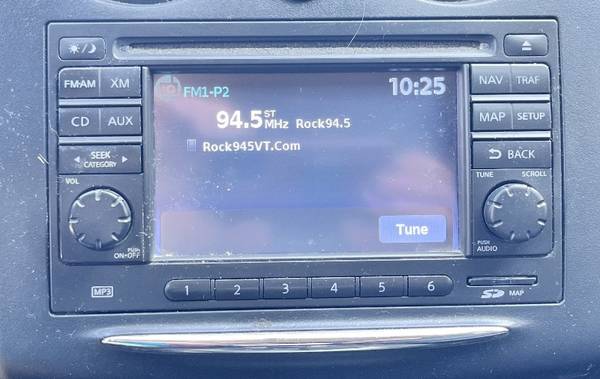 FM1-P2 10:25
94.5 ST MHz Rock94.5
Rock945VT.Com
Tune
FM•AM XM
CD AUX
SEEK
CATEGORY
VOL
PUSH
ON•OFF
MP3
NAV TRAF
MAP SETUP
BACK
TUNE SCROLL
PUSH
AUDIO
1 2 3 4 5 6
SD MAP